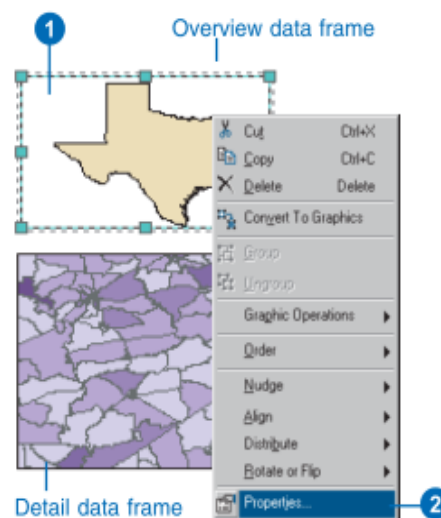 1
Overview data frame
Cut Ctrl+X
Copy Ctrl+C
Delete Delete
Convert To Graphics
Group
Ungroup
Graphic Operations
Order
Nudge
Align
Distribute
Rotate or Flip
Properties...
2
Detail data frame